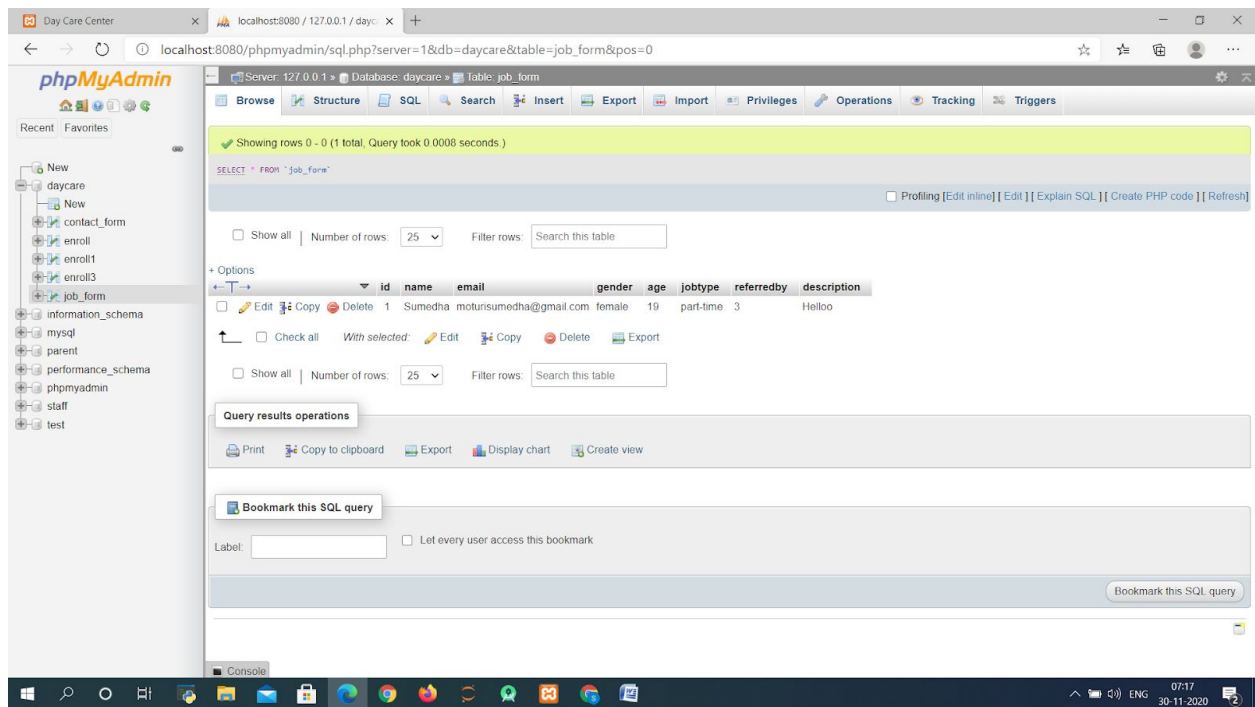 Day Care Center
localhost:8080 / 127.0.0.1 / dayc
localhost:8080/phpmyadmin/sql.php?server=1&db=daycare&table=job_form&pos=0
phpMyAdmin
Recent Favorites
New
daycare
New
contact_form
enroll
enroll1
enroll3
job_form
information_schema
mysql
parent
performance_schema
phpmyadmin
staff
test
Server: 127.0.0.1 » Database: daycare » Table: job_form
Browse Structure SQL Search Insert Export Import Privileges Operations Tracking Triggers
Showing rows 0 - 0 (1 total, Query took 0.0008 seconds.)
SELECT * FROM `job_form`
Profiling [Edit inline] [ Edit ] [ Explain SQL ] [ Create PHP code ] [ Refresh]
Show all | Number of rows: 25 Filter rows: Search this table
+ Options
←T→ id name email gender age jobtype referredby description
Edit Copy Delete 1 Sumedha moturisumedha@gmail.com female 19 part-time 3 Helloo
Check all With selected: Edit Copy Delete Export
Show all | Number of rows: 25 Filter rows: Search this table
Query results operations
Print Copy to clipboard Export Display chart Create view
Bookmark this SQL query
Label: Let every user access this bookmark
Bookmark this SQL query
Console
ENG 07:17
30-11-2020 2